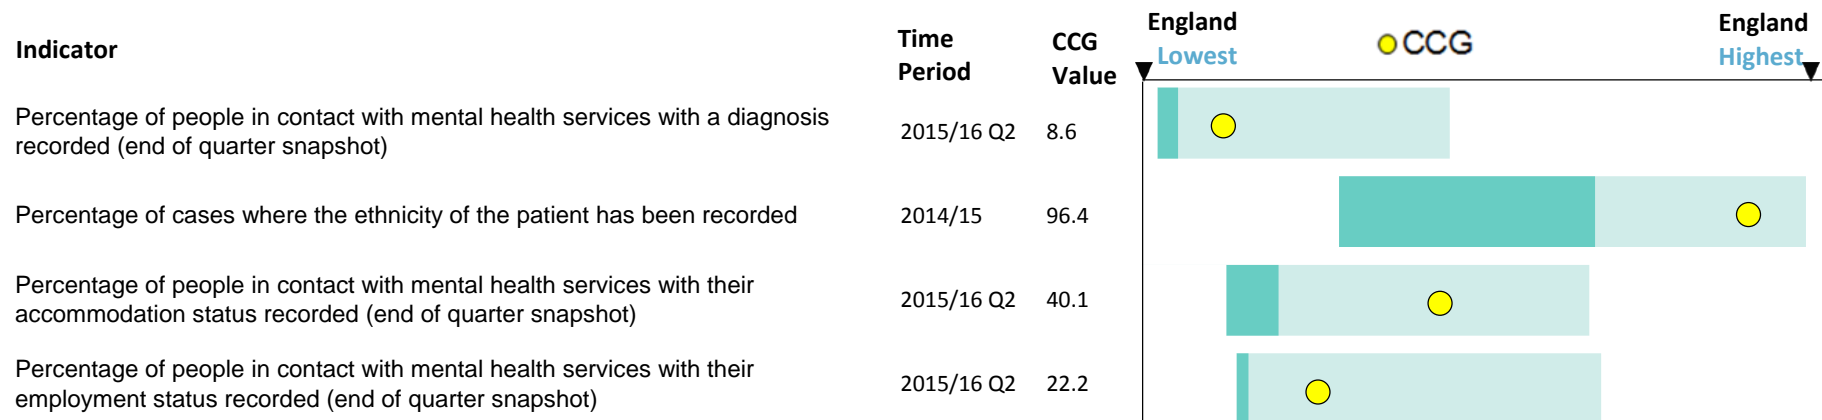 Indicator
Time
Period
CCG
Value
England
Lowest
CCG
England
Highest
Percentage of people in contact with mental health services with a diagnosis
recorded (end of quarter snapshot)
2015/16 Q2
8.6
Percentage of cases where the ethnicity of the patient has been recorded
2014/15
96.4
Percentage of people in contact with mental health services with their
accommodation status recorded (end of quarter snapshot)
2015/16 Q2
40.1
Percentage of people in contact with mental health services with their
employment status recorded (end of quarter snapshot)
2015/16 Q2
22.2